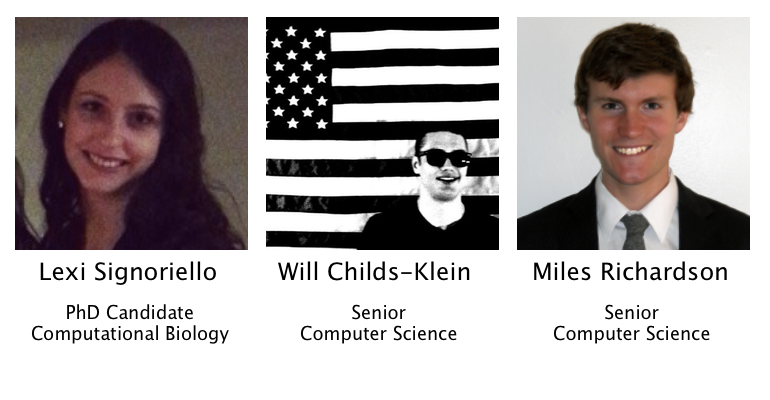 Lexi Signoriello
PhD Candidate
Computational Biology
Will Childs-Klein
Senior
Computer Science
Miles Richardson
Senior
Computer Science